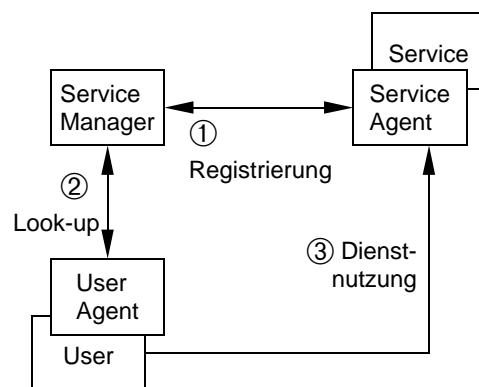 Service
Service
Manager
Service
Agent
①
Registrierung
②
Look-up
③ Dienst-
nutzung
User
Agent
User